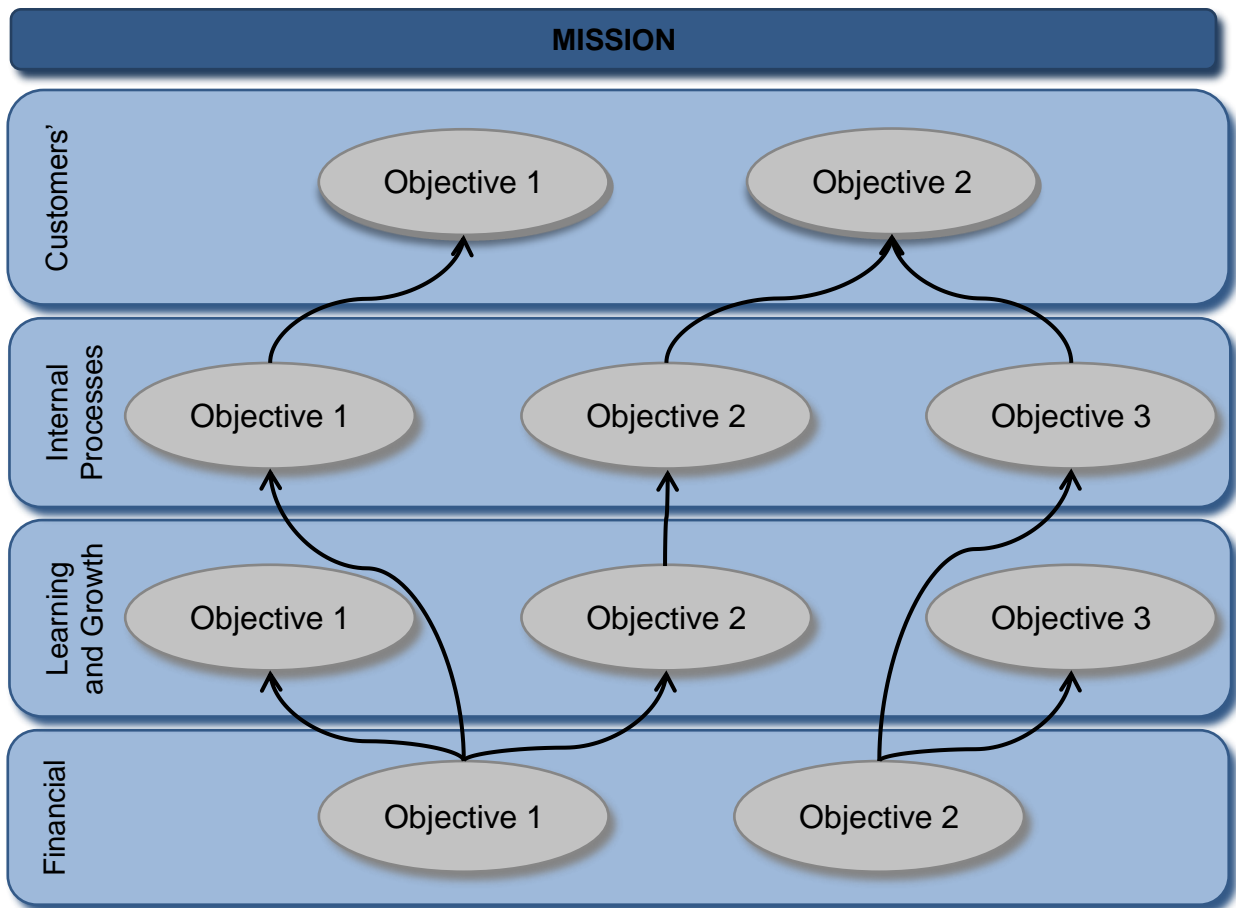 MISSION
Customers’
Objective 1
Objective 2
Internal
Processes
Objective 1
Objective 2
Objective 3
Learning
and Growth
Objective 1
Objective 2
Objective 3
Financial
Objective 1
Objective 2